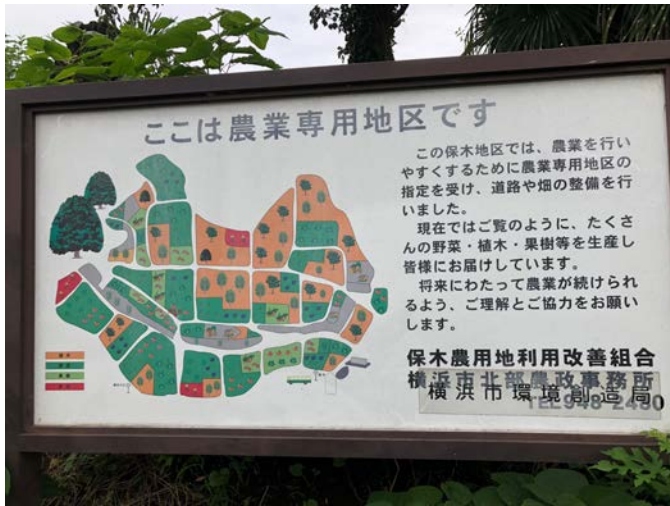 ここは農業専用地区です
この保木地区では、農業を行い
やすくするために農業専用地区の
指定を受け、道路や畑の整備を行
いました。
現在ではご覧のように、たくさ
んの野菜・植木・果樹等を生産し
皆様にお届けしています。
将来にわたって農業が続けられ
るよう、ご理解とご協力をお願い
します。
保木農用地利用改善組合
横浜市北部農政事務所
横浜市環境創造局
TEL948-2480